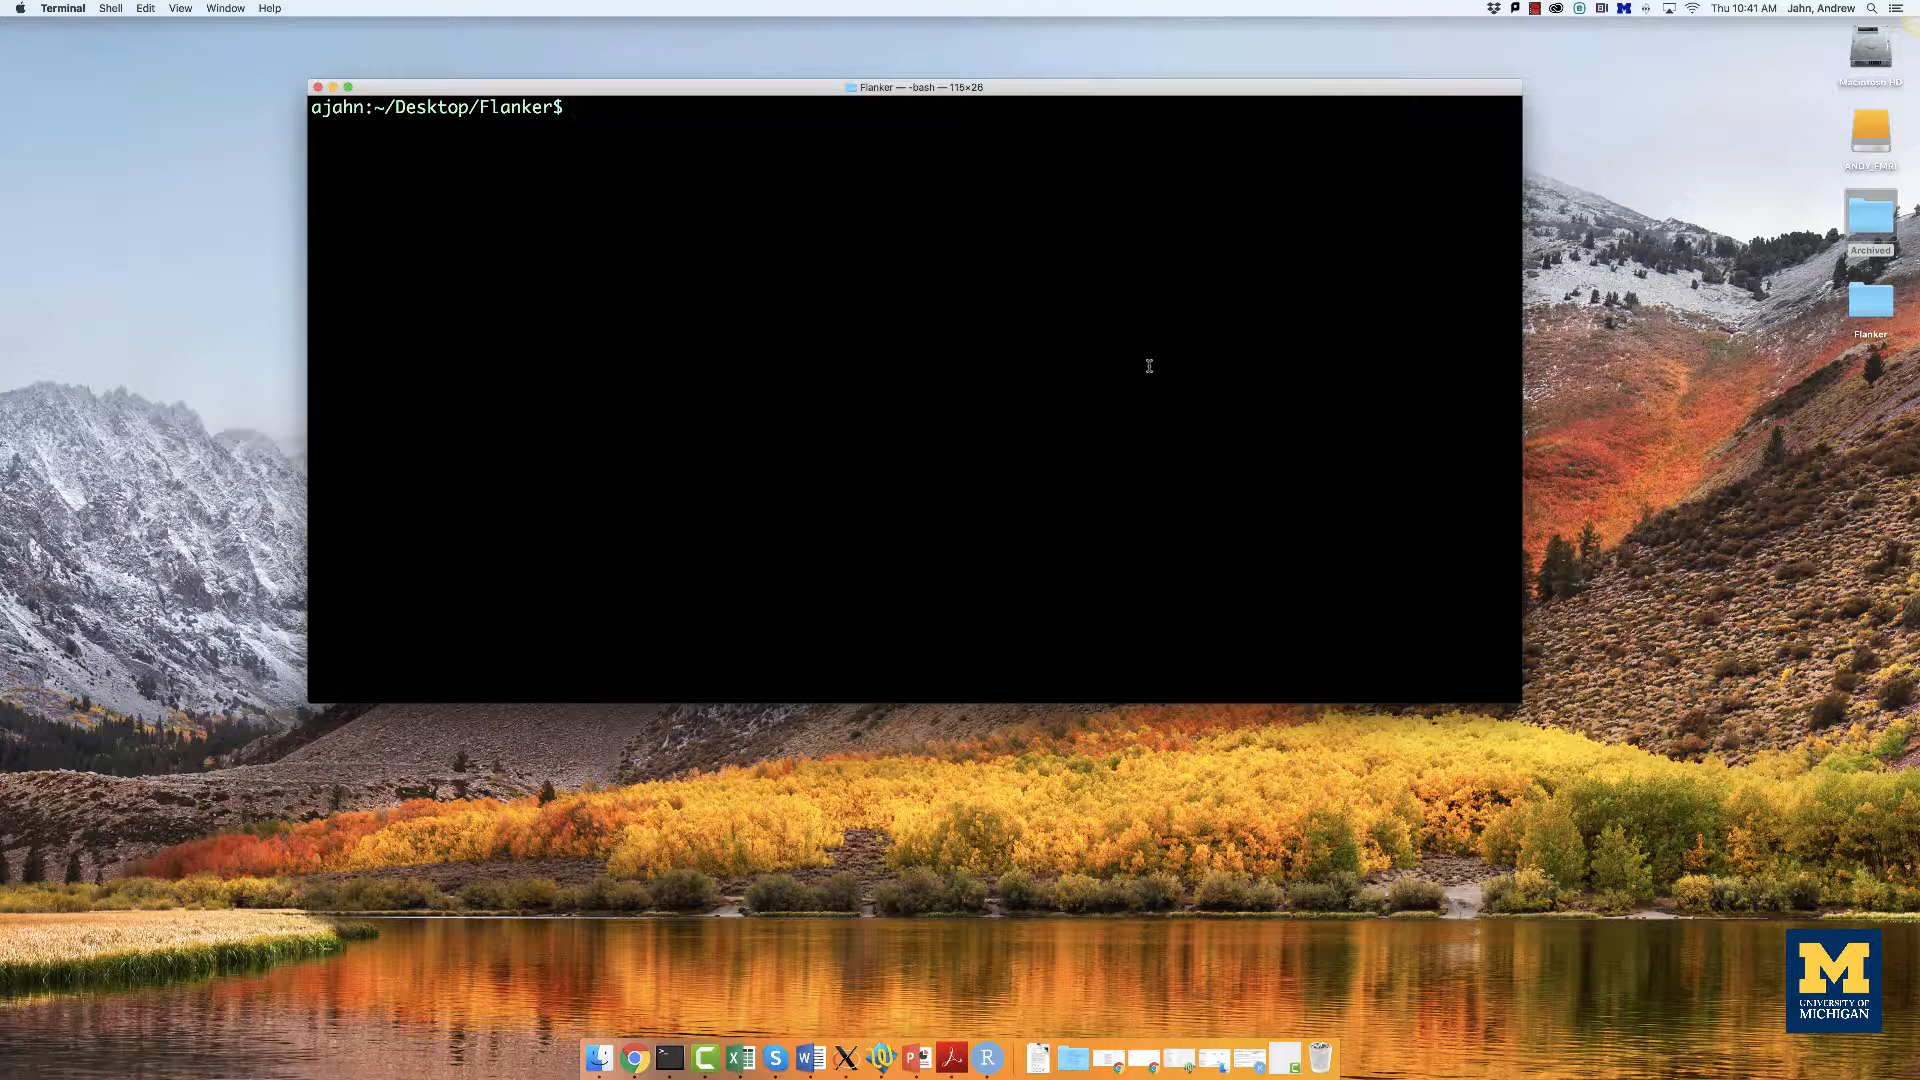 Terminal Shell Edit View Window Help
Thu 10:41 AM Jahn, Andrew
Flanker — -bash — 115×26
ajahn:~/Desktop/Flanker$
Macintosh HD
ANDY_FMRI
Archived
Flanker
M
UNIVERSITY OF
MICHIGAN